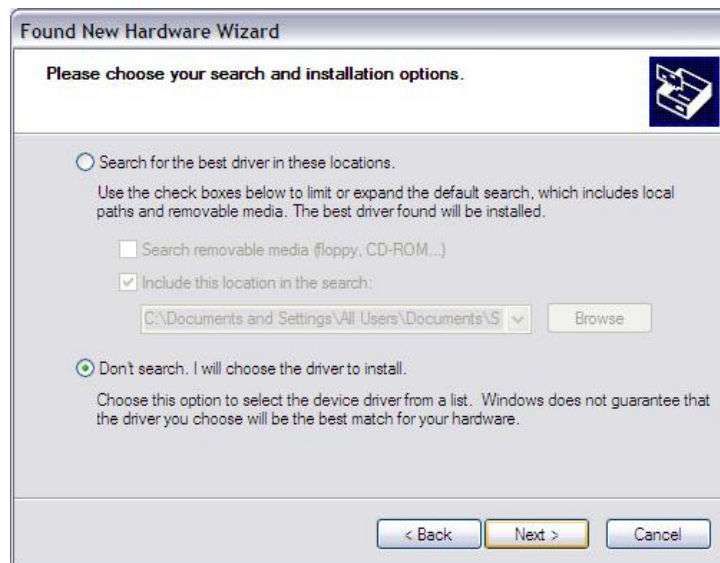 Found New Hardware Wizard
Please choose your search and installation options.
Search for the best driver in these locations.
Use the check boxes below to limit or expand the default search, which includes local
paths and removable media. The best driver found will be installed.
Search removable media (floppy, CD-ROM...)
Include this location in the search:
C:\Documents and Settings\All Users\Documents\S
Browse
Don't search. I will choose the driver to install.
Choose this option to select the device driver from a list. Windows does not guarantee that
the driver you choose will be the best match for your hardware.
< Back Next > Cancel